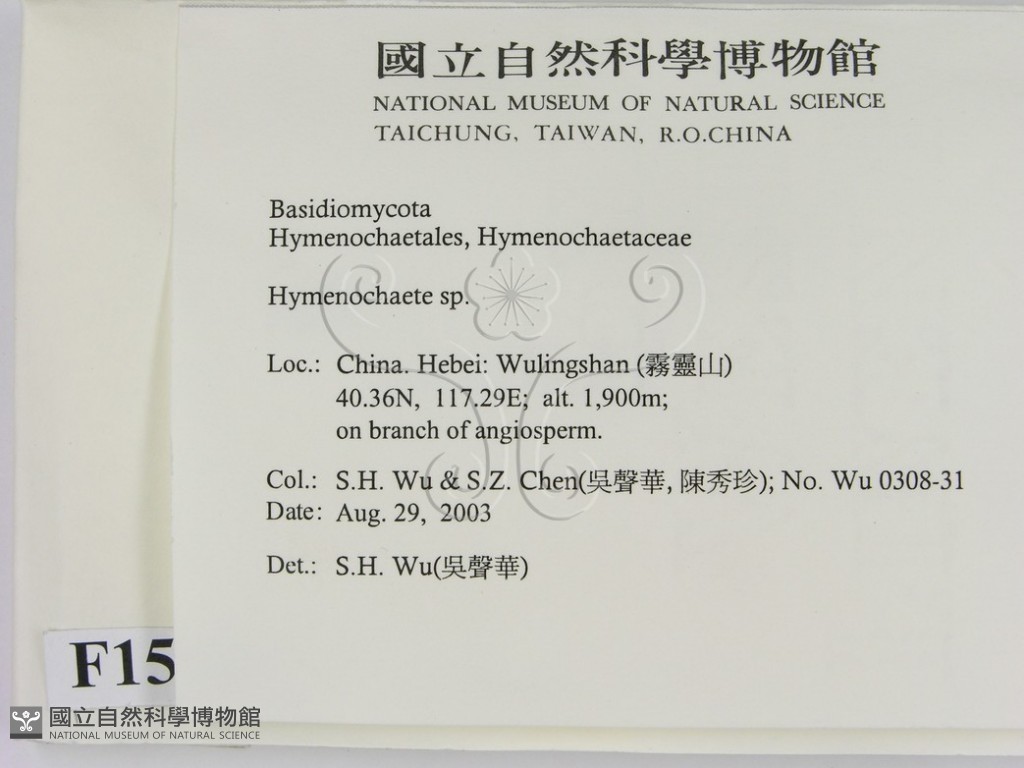 國立自然科學博物館
NATIONAL MUSEUM OF NATURAL SCIENCE
TAICHUNG, TAIWAN, R.O.CHINA
Basidiomycota
Hymenochaetales, Hymenochaetaceae
Hymenochaete sp.
Loc.: China. Hebei: Wulingshan (霧靈山)
40.36N, 117.29E; alt. 1,900m;
on branch of angiosperm.
Col.: S.H. Wu & S.Z. Chen(吳聲華, 陳秀珍); No. Wu 0308-31
Date: Aug. 29, 2003
Det.: S.H. Wu(吳聲華)
F15
國立自然科學博物館
NATIONAL MUSEUM OF NATURAL SCIENCE